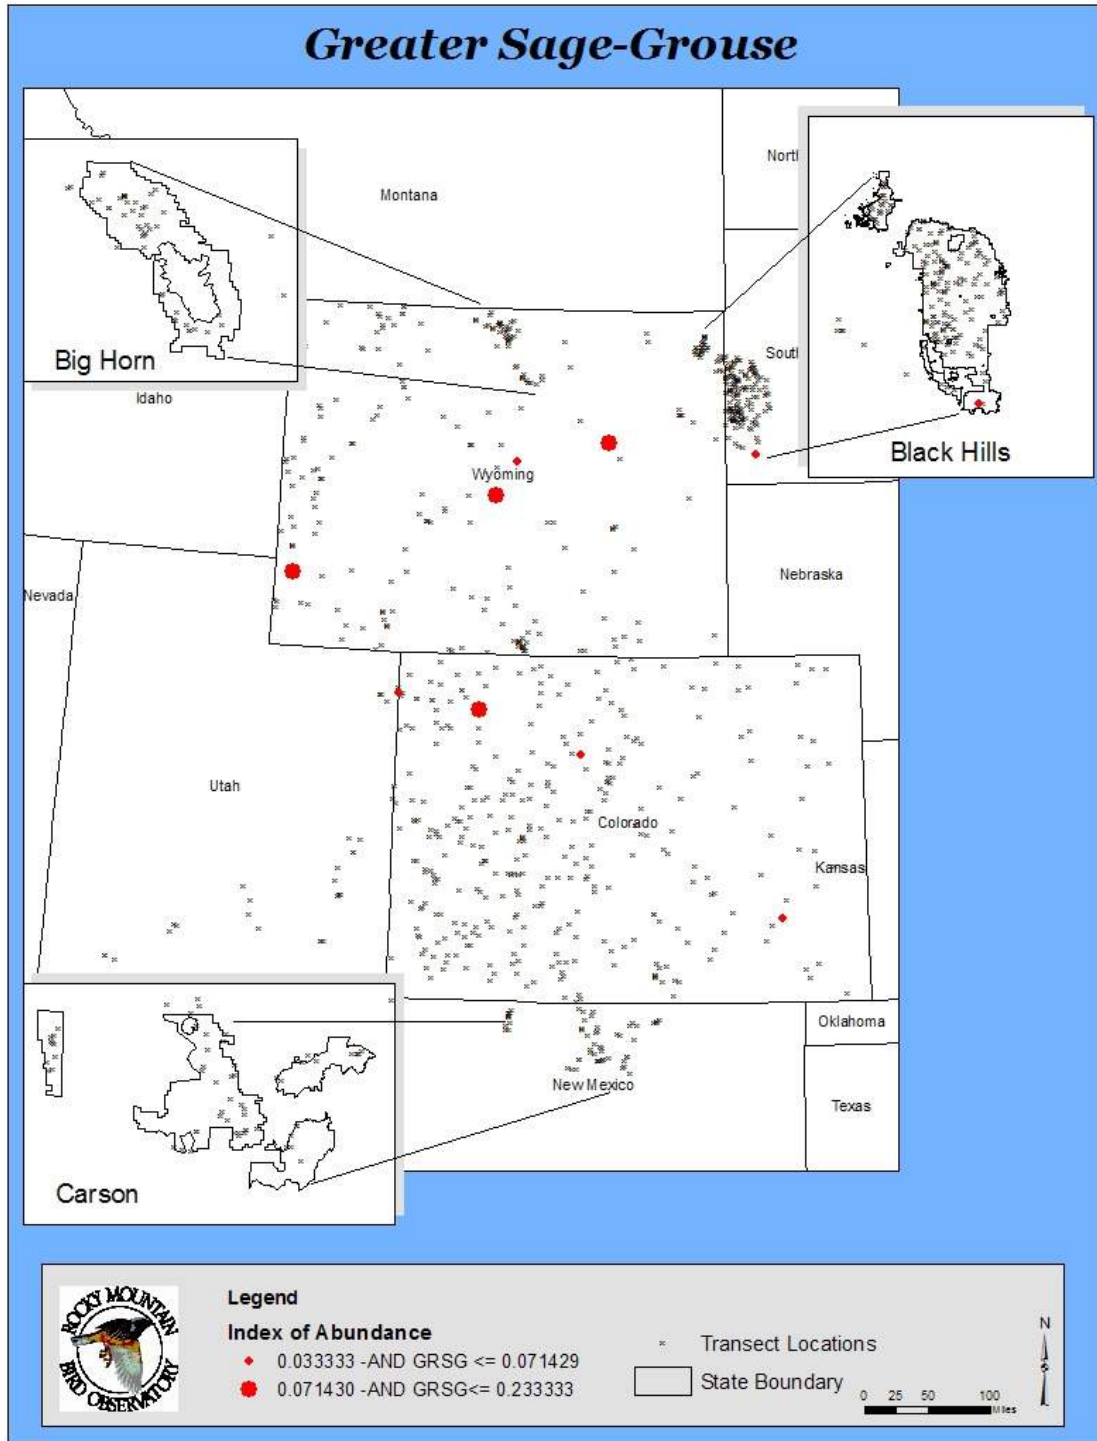 Greater Sage-Grouse
Montana
North
Big Horn
Idaho
South
Black Hills
Wyoming
Nevada
Nebraska
Utah
Colorado
Kansas
Oklahoma
New Mexico
Texas
Carson
ROCKY MOUNTAIN
BIRD OBSERVATORY
Legend
Index of Abundance
0.033333 -AND GRSG <= 0.071429
0.071430 -AND GRSG<= 0.233333
Transect Locations
State Boundary
N
S
0 25 50 100
Miles